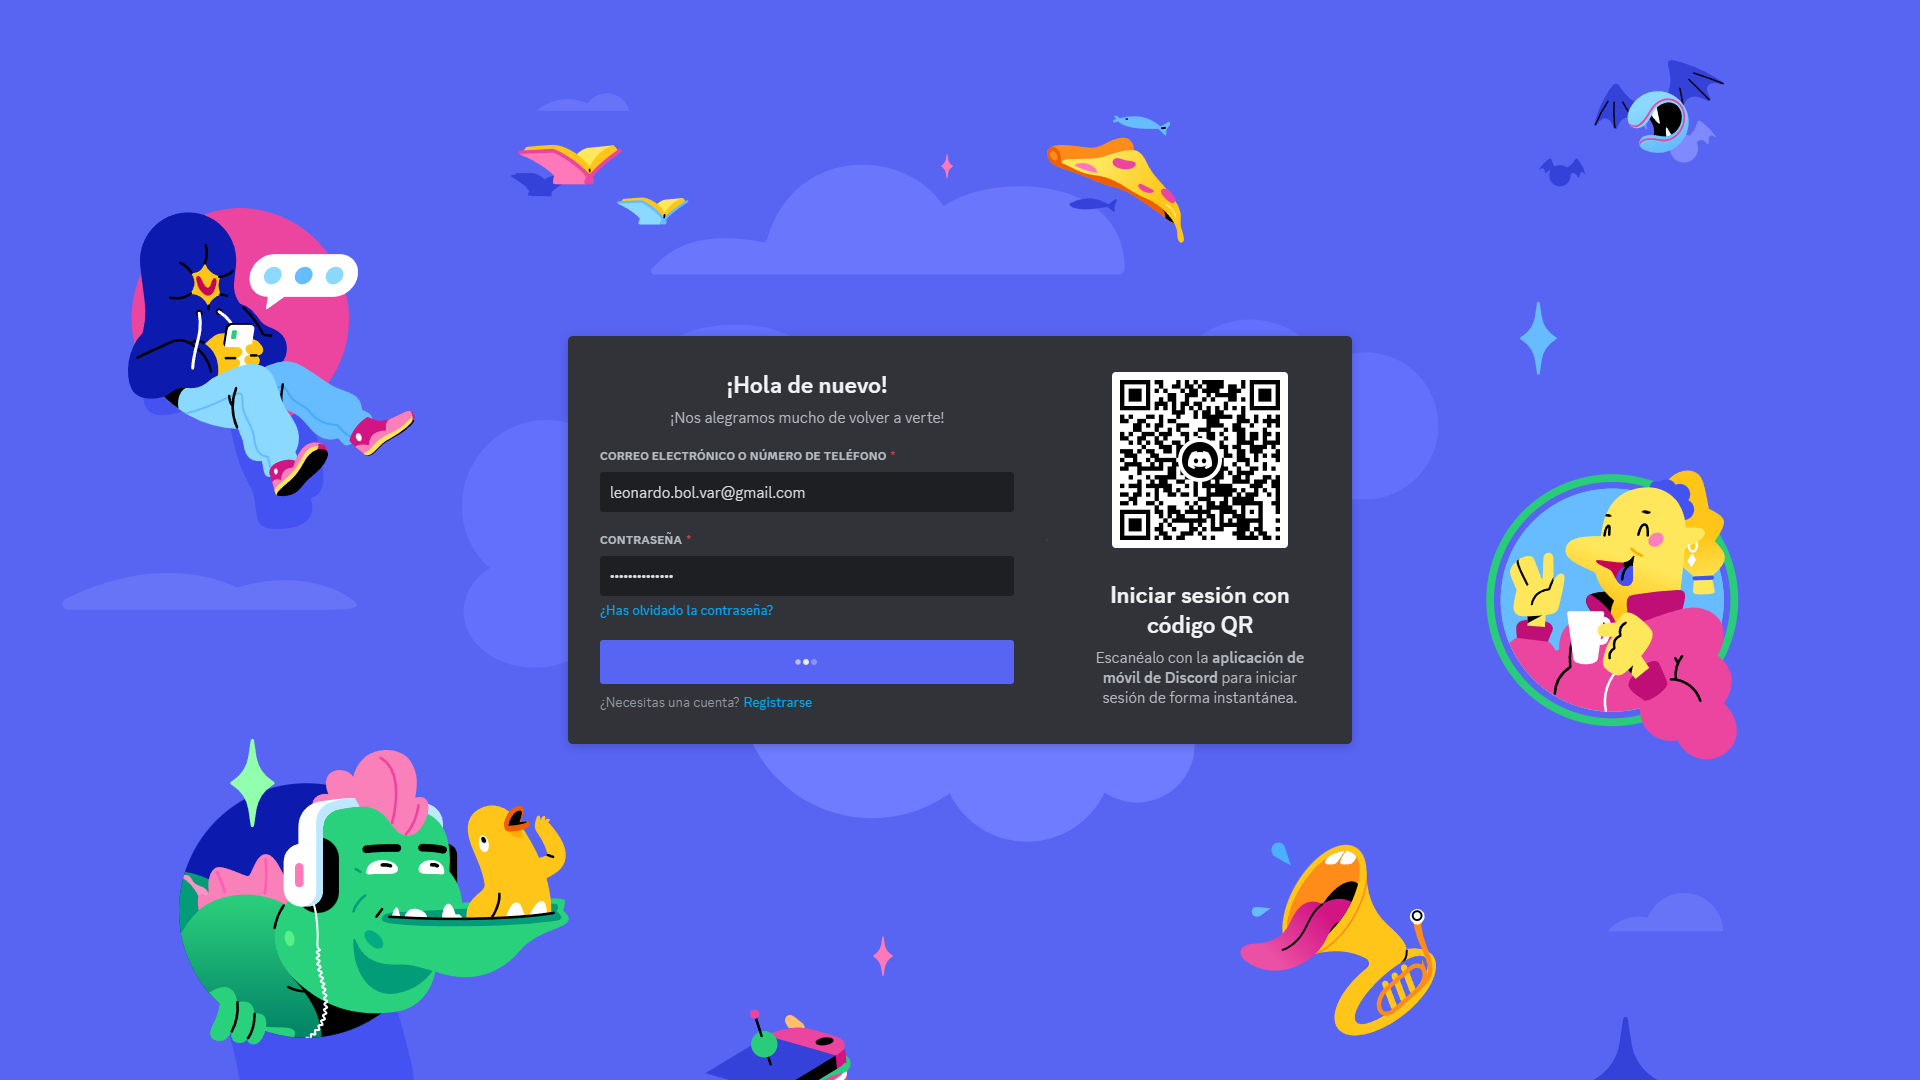 ¡Hola de nuevo!
¡Nos alegramos mucho de volver a verte!
CORREO ELECTRÓNICO O NÚMERO DE TELÉFONO *
leonardo.bol.var@gmail.com
CONTRASEÑA *
••••••••••••••
¿Has olvidado la contraseña?
¿Necesitas una cuenta? Registrarse
Iniciar sesión con
código QR
Escanéalo con la aplicación de
móvil de Discord para iniciar
sesión de forma instantánea.